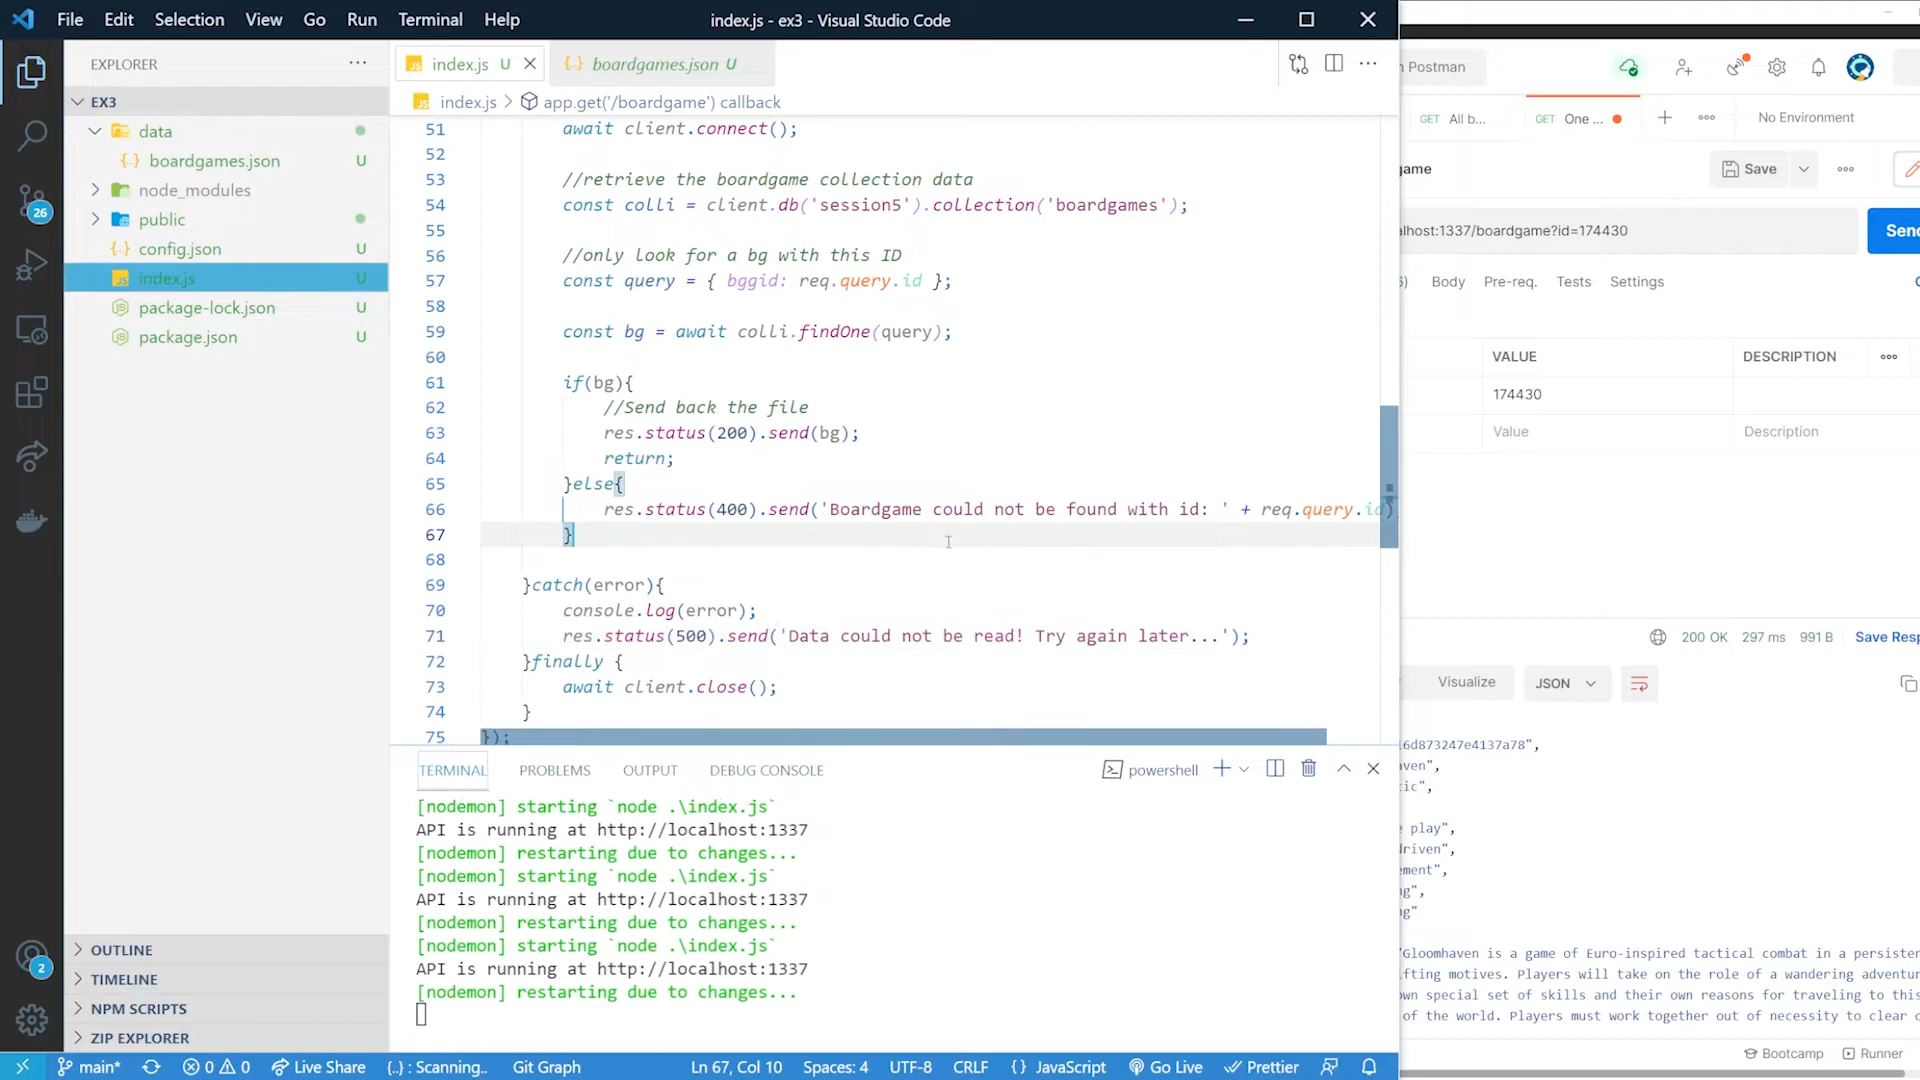 File Edit Selection View Go Run Terminal Help
index.js - ex3 - Visual Studio Code
EXPLORER
EX3
data
boardgames.json U
node_modules
public
config.json U
index.js U
package-lock.json U
package.json U
26
2
OUTLINE
TIMELINE
NPM SCRIPTS
ZIP EXPLORER
index.js U
boardgames.json U
index.js > app.get('/boardgame') callback
51 await client.connect();
52
53 //retrieve the boardgame collection data
54 const colli = client.db('session5').collection('boardgames');
55
56 //only look for a bg with this ID
57 const query = { bggid: req.query.id };
58
59 const bg = await colli.findOne(query);
60
61 if(bg){
62 //Send back the file
63 res.status(200).send(bg);
64 return;
65 }else{
66 res.status(400).send('Boardgame could not be found with id: ' + req.query.id)
67 }
68
69 }catch(error){
70 console.log(error);
71 res.status(500).send('Data could not be read! Try again later...');
72 }finally {
73 await client.close();
74 }
75 });
TERMINAL PROBLEMS OUTPUT DEBUG CONSOLE
powershell
[nodemon] starting `node .\index.js`
API is running at http://localhost:1337
[nodemon] restarting due to changes...
[nodemon] starting `node .\index.js`
API is running at http://localhost:1337
[nodemon] restarting due to changes...
[nodemon] starting `node .\index.js`
API is running at http://localhost:1337
[nodemon] restarting due to changes...
main* 0 0 Live Share {..} : Scanning.. Git Graph Ln 67, Col 10 Spaces: 4 UTF-8 CRLF {} JavaScript Go Live Prettier
Postman
GET All b... GET One ... No Environment
game
Save
lhost:1337/boardgame?id=174430
Send
Body Pre-req. Tests Settings
VALUE DESCRIPTION
174430
Value Description
200 OK 297 ms 991 B Save Resp
Visualize JSON
16d873247e4137a78",
ven",
tic",
play",
driven",
ement",
g",
g"
Gloomhaven is a game of Euro-inspired tactical combat in a persisten
ifting motives. Players will take on the role of a wandering adventur
wn special set of skills and their own reasons for traveling to this
of the world. Players must work together out of necessity to clear
Bootcamp Runner